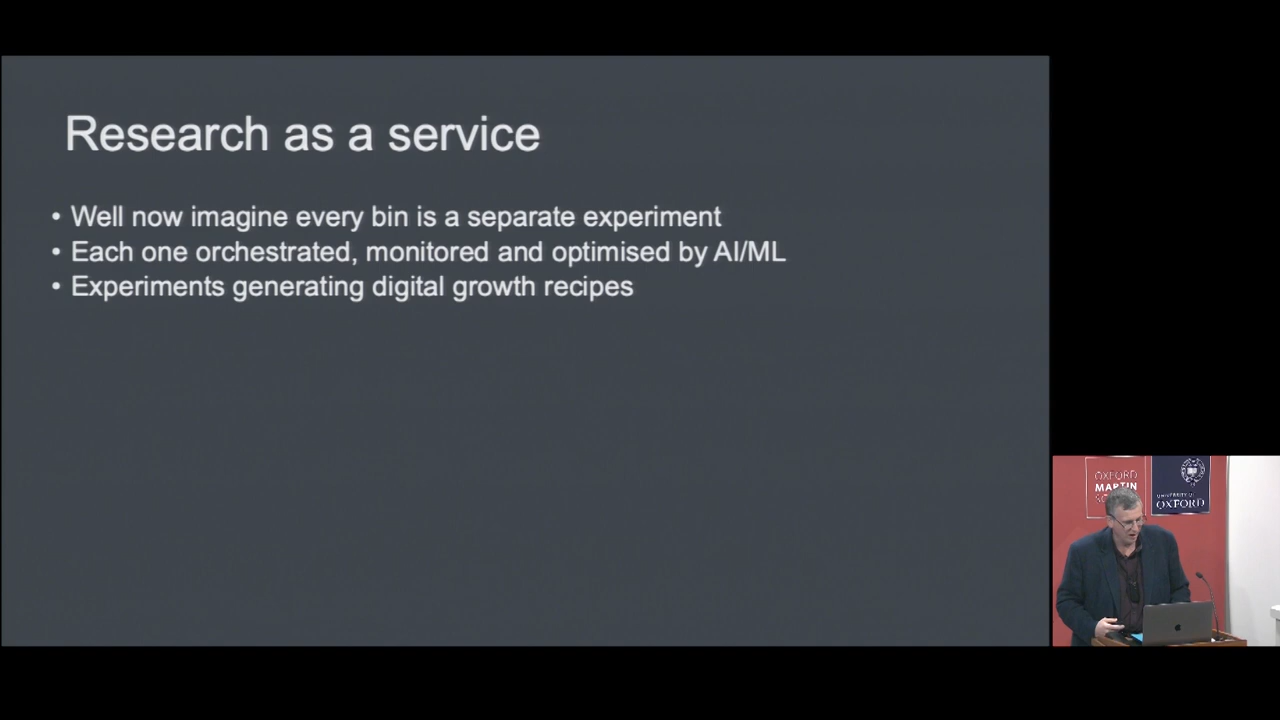 Research as a service
• Well now imagine every bin is a separate experiment
• Each one orchestrated, monitored and optimised by AI/ML
• Experiments generating digital growth recipes
OXFORD
MARTIN
UNIVERSITY OF
OXFORD